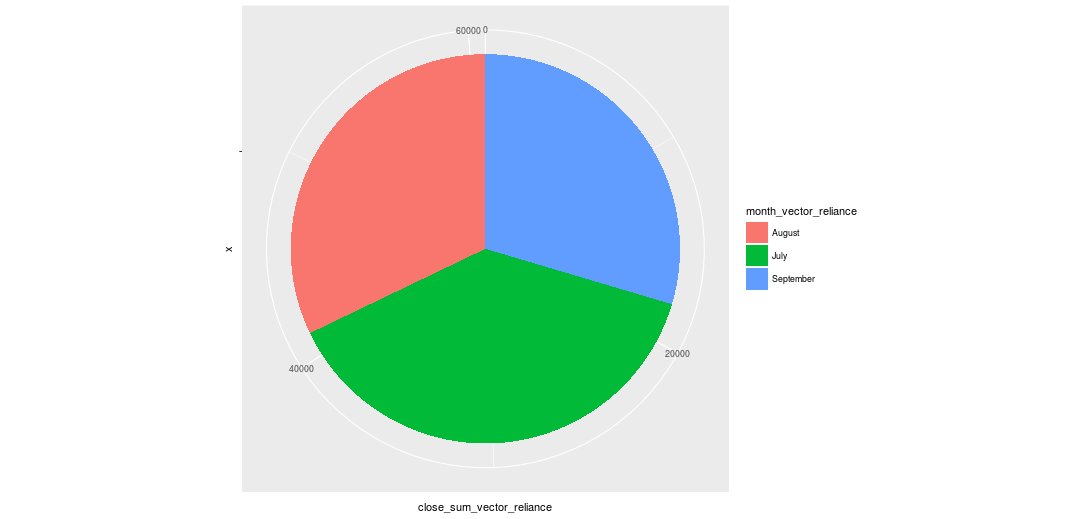 60000 0
x
40000
20000
close_sum_vector_reliance
month_vector_reliance
August
July
September